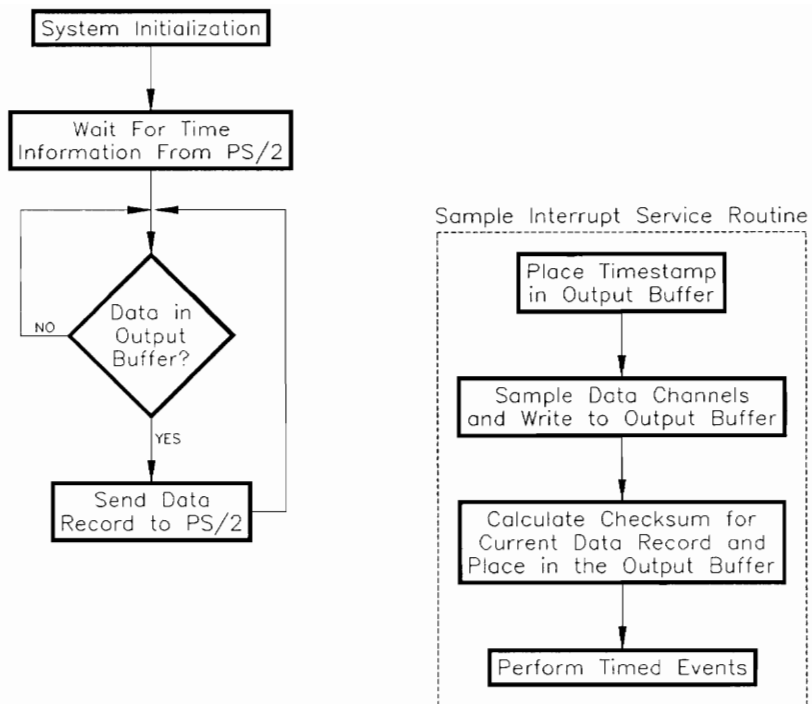 System Initialization
Wait For Time
Information From PS/2
Data in
Output
Buffer?
NO
YES
Send Data
Record to PS/2
Sample Interrupt Service Routine
Place Timestamp
in Output Buffer
Sample Data Channels
and Write to Output Buffer
Calculate Checksum for
Current Data Record and
Place in the Output Buffer
Perform Timed Events